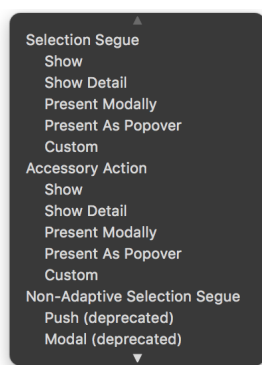 Selection Segue
Show
Show Detail
Present Modally
Present As Popover
Custom
Accessory Action
Show
Show Detail
Present Modally
Present As Popover
Custom
Non-Adaptive Selection Segue
Push (deprecated)
Modal (deprecated)